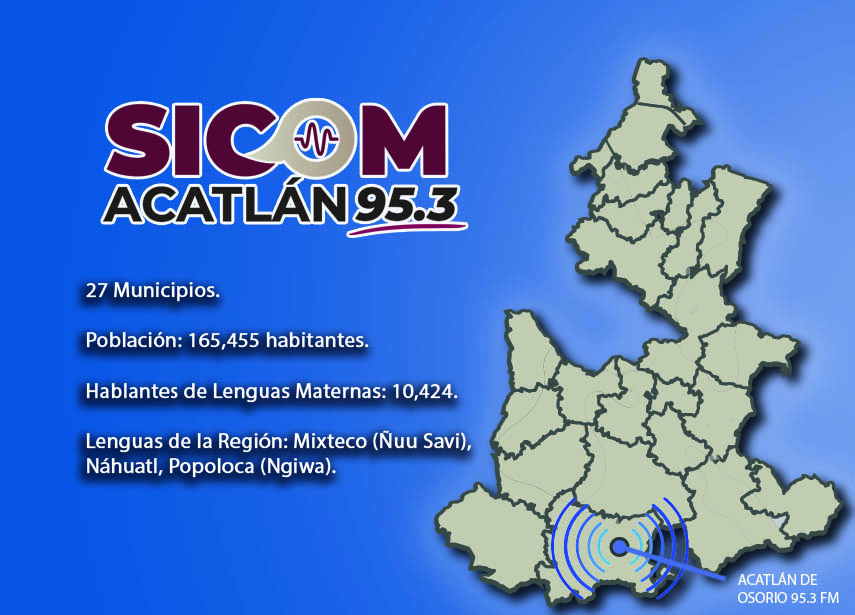 SICOM
ACATLÁN 95.3
27 Municipios.
Población: 165,455 habitantes.
Hablantes de Lenguas Maternas: 10,424.
Lenguas de la Región: Mixteco (Ñuu Savi),
Náhuatl, Popoloca (Ngiwa).
ACATLÁN DE
OSORIO 95.3 FM